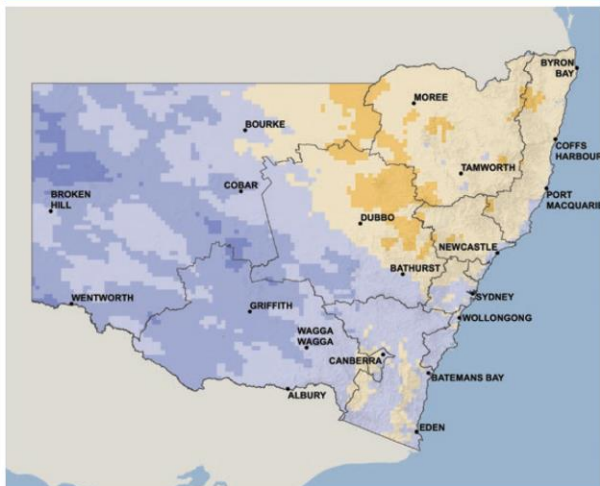 BYRON
BAY
MOREE
BOURKE
COFFS
HARBOUR
TAMWORTH
COBAR
BROKEN
HILL
PORT
MACQUARIE
DUBBO
NEWCASTLE
BATHURST
WENTWORTH
SYDNEY
GRIFFITH
WOLLONGONG
WAGGA
WAGGA
CANBERRA
BATEMANS BAY
ALBURY
EDEN